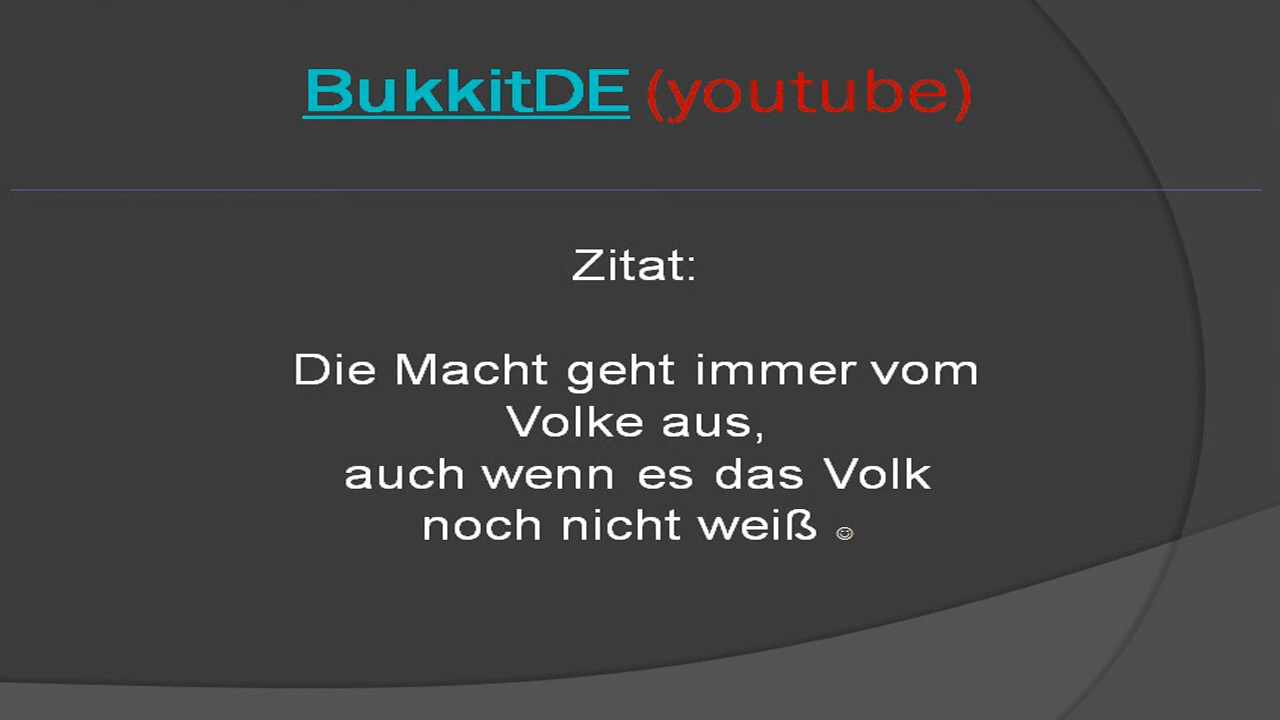 BukkitDE (youtube)
Zitat:
Die Macht geht immer vom
Volke aus,
auch wenn es das Volk
noch nicht weiß ☺